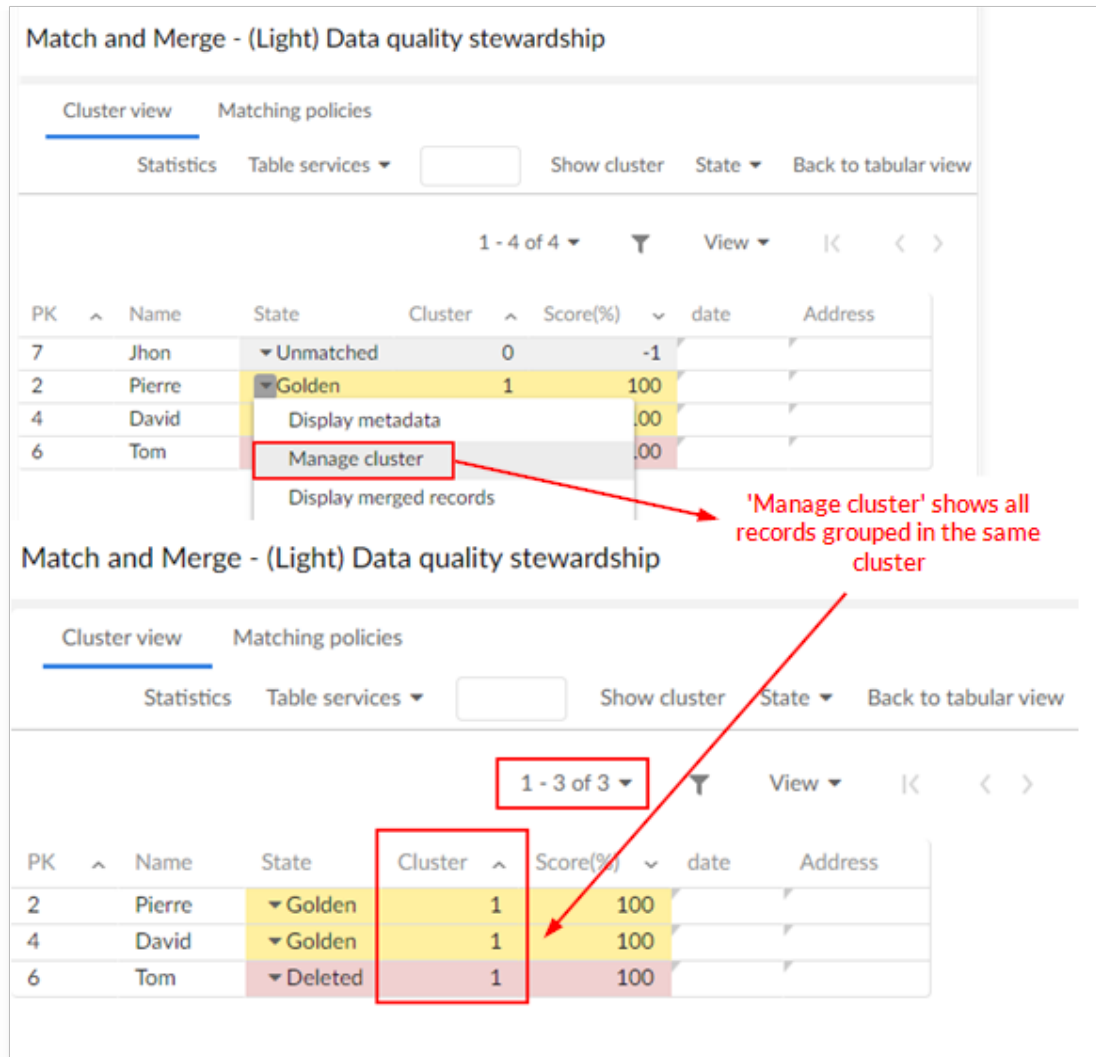 Match and Merge - (Light) Data quality stewardship
Cluster view Matching policies
Statistics Table services Show cluster State Back to tabular view
1 - 4 of 4 View
PK Name State Cluster Score(%) date Address
7 Jhon Unmatched 0 -1
2 Pierre Golden 1 100
4 David .00
6 Tom .00
Display metadata
Manage cluster
Display merged records
'Manage cluster' shows all
records grouped in the same
cluster
Match and Merge - (Light) Data quality stewardship
Cluster view Matching policies
Statistics Table services Show cluster State Back to tabular view
1 - 3 of 3 View
PK Name State Cluster Score(%) date Address
2 Pierre Golden 1 100
4 David Golden 1 100
6 Tom Deleted 1 100